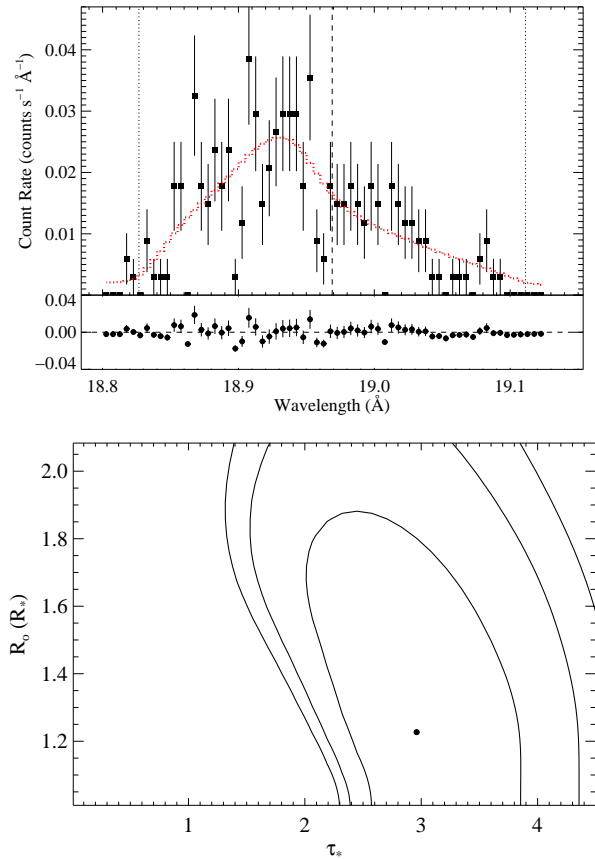 Count Rate (counts s⁻¹ Å⁻¹)
0.04
0.03
0.02
0.01
0.04
0.00
−0.04
18.8 18.9 19.0 19.1
Wavelength (Å)
R₀ (R*)
2.0
1.8
1.6
1.4
1.2
1 2 3 4
τ*